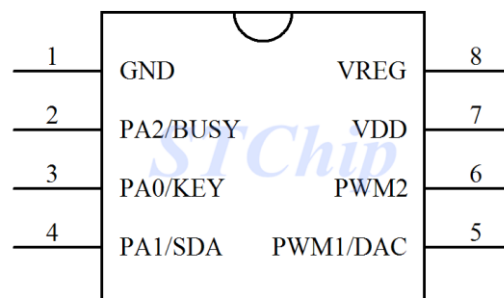 1 GND VREG 8
2 PA2/BUSY VDD 7
STChip
3 PA0/KEY PWM2 6
4 PA1/SDA PWM1/DAC 5